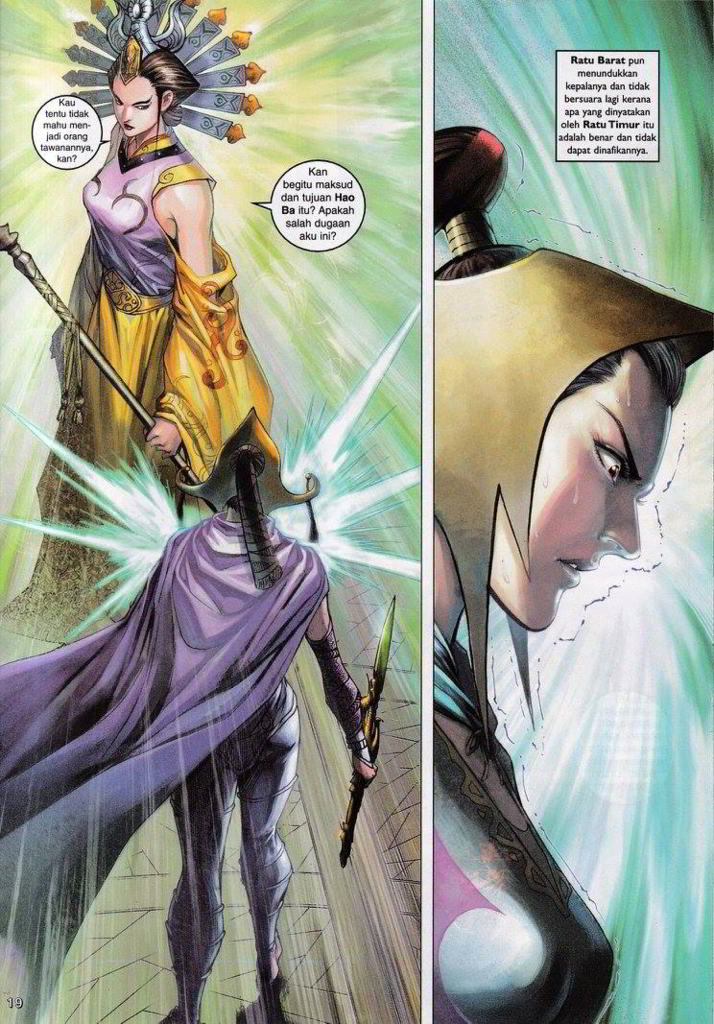 Kau
tentu tidak
mahu men-
jadi orang
tawanannya,
kan?
Kan
begitu maksud
dan tujuan Hao
Ba itu? Apakah
salah dugaan
aku ini?
Ratu Barat pun
menundukkan
kepalanya dan tidak
bersuara lagi kerana
apa yang dinyatakan
oleh Ratu Timur itu
adalah benar dan tidak
dapat dinafikannya.
19